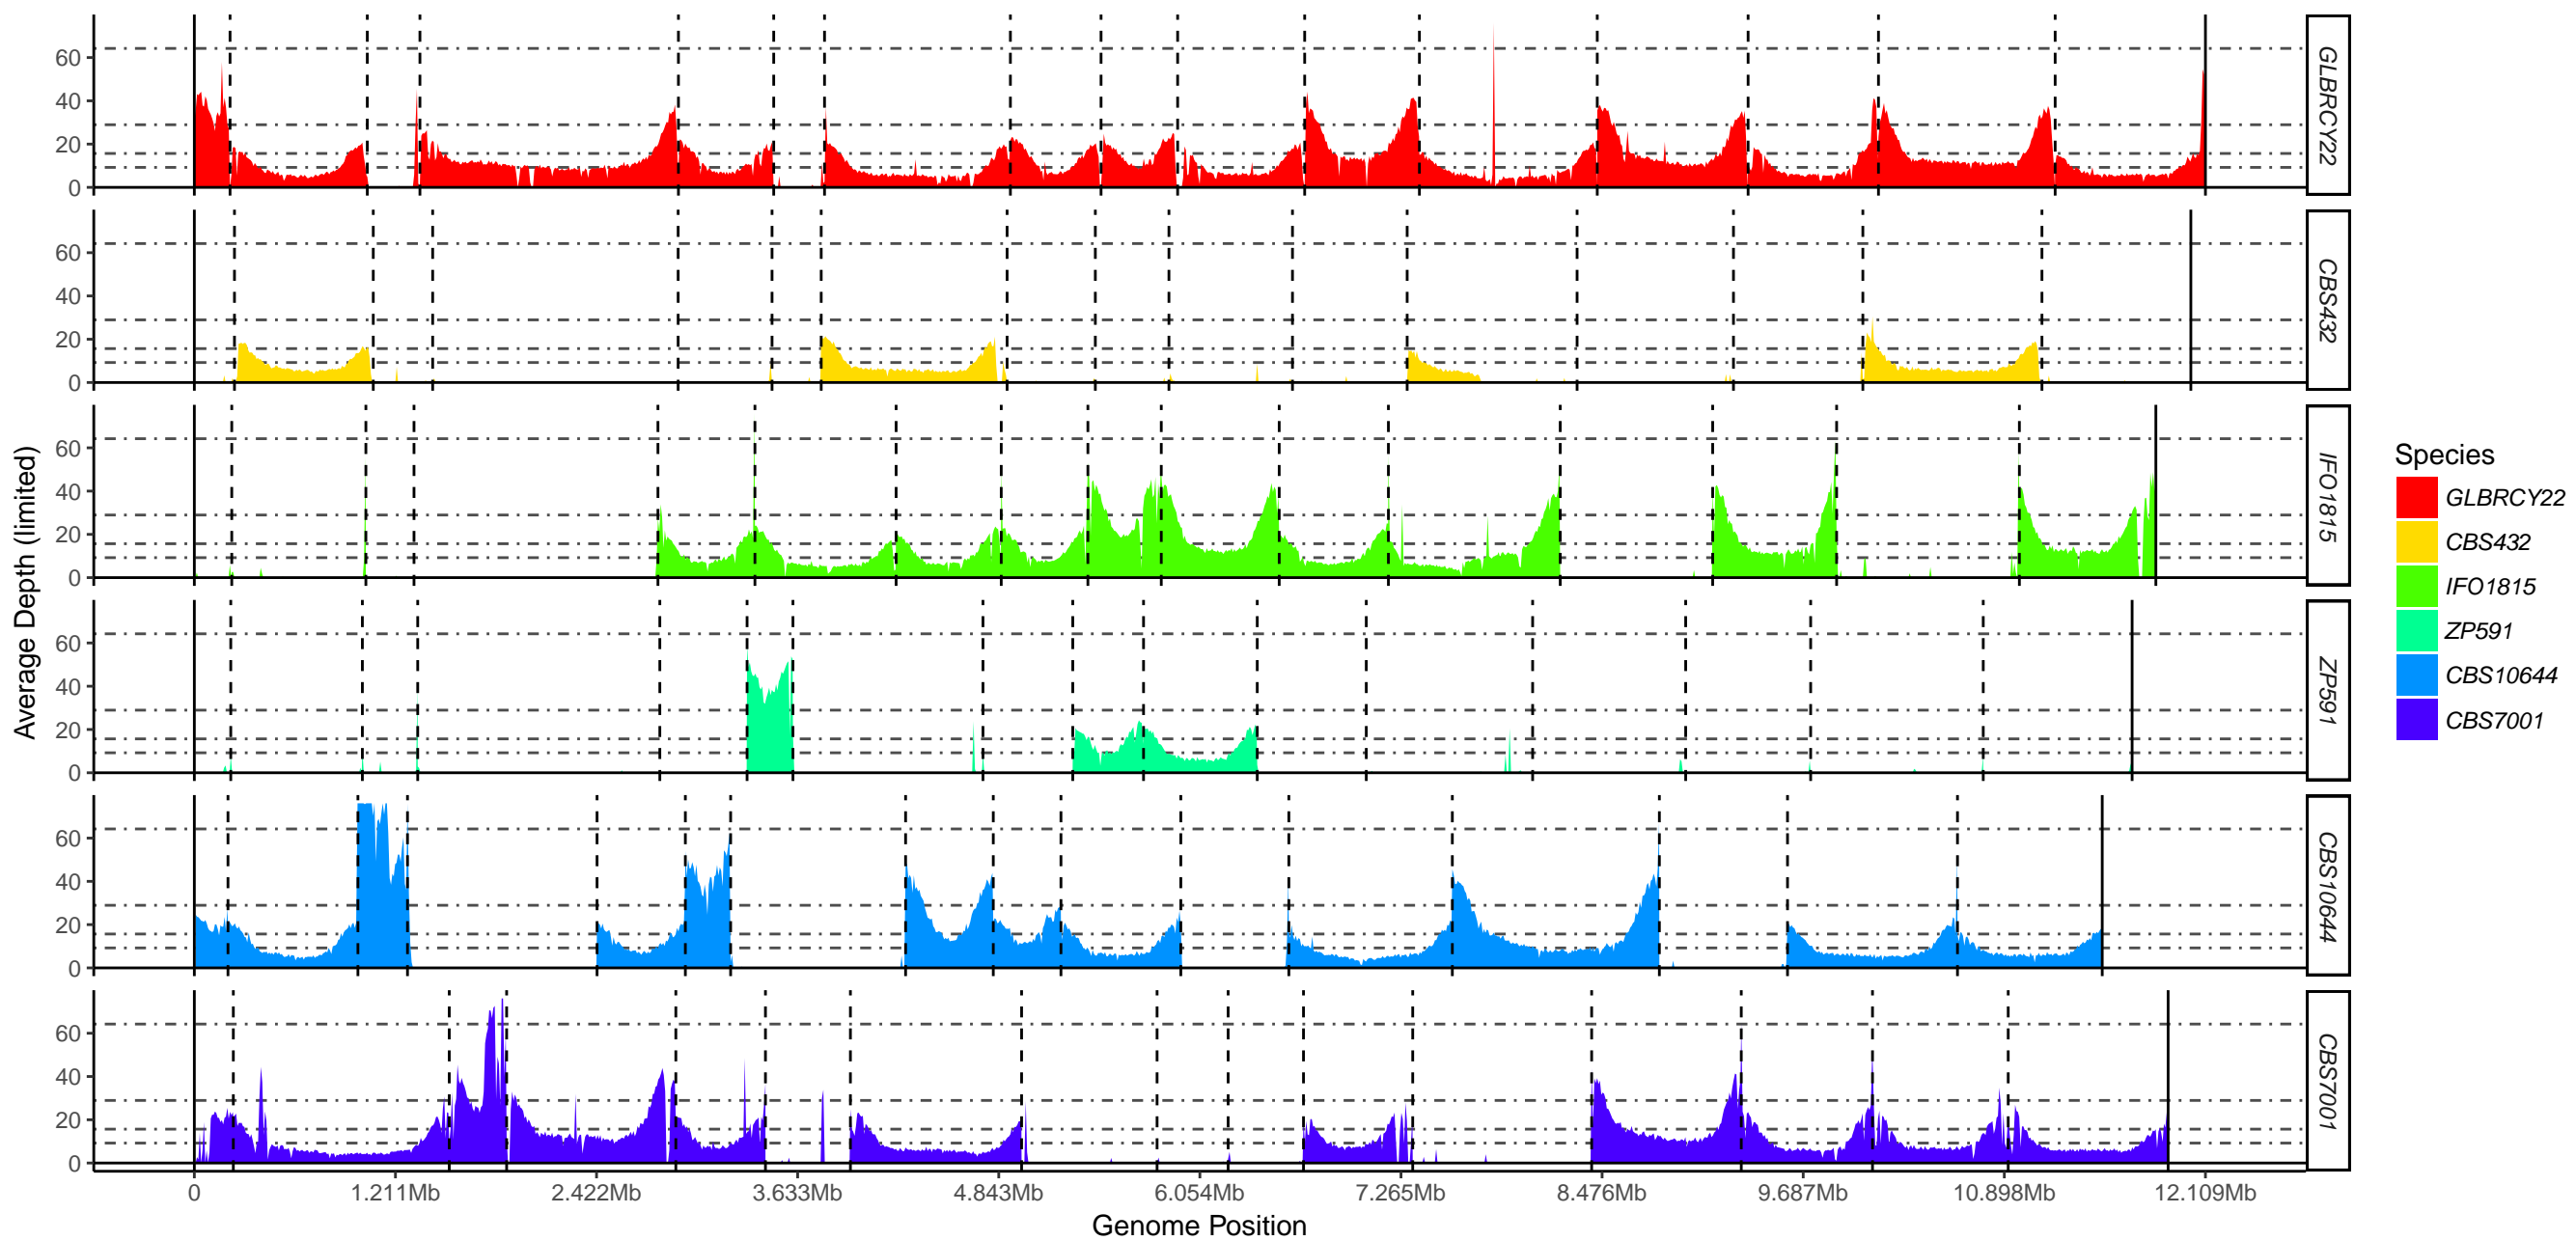 Average Depth (limited)
60
40
20
0
GLBRCY22
60
40
20
0
CBS432
60
40
20
0
IFO1815
60
40
20
0
ZP591
60
40
20
0
CBS10644
60
40
20
0
CBS7001
0 1.211Mb 2.422Mb 3.633Mb 4.843Mb 6.054Mb 7.265Mb 8.476Mb 9.687Mb 10.898Mb 12.109Mb
Genome Position
Species
GLBRCY22
CBS432
IFO1815
ZP591
CBS10644
CBS7001